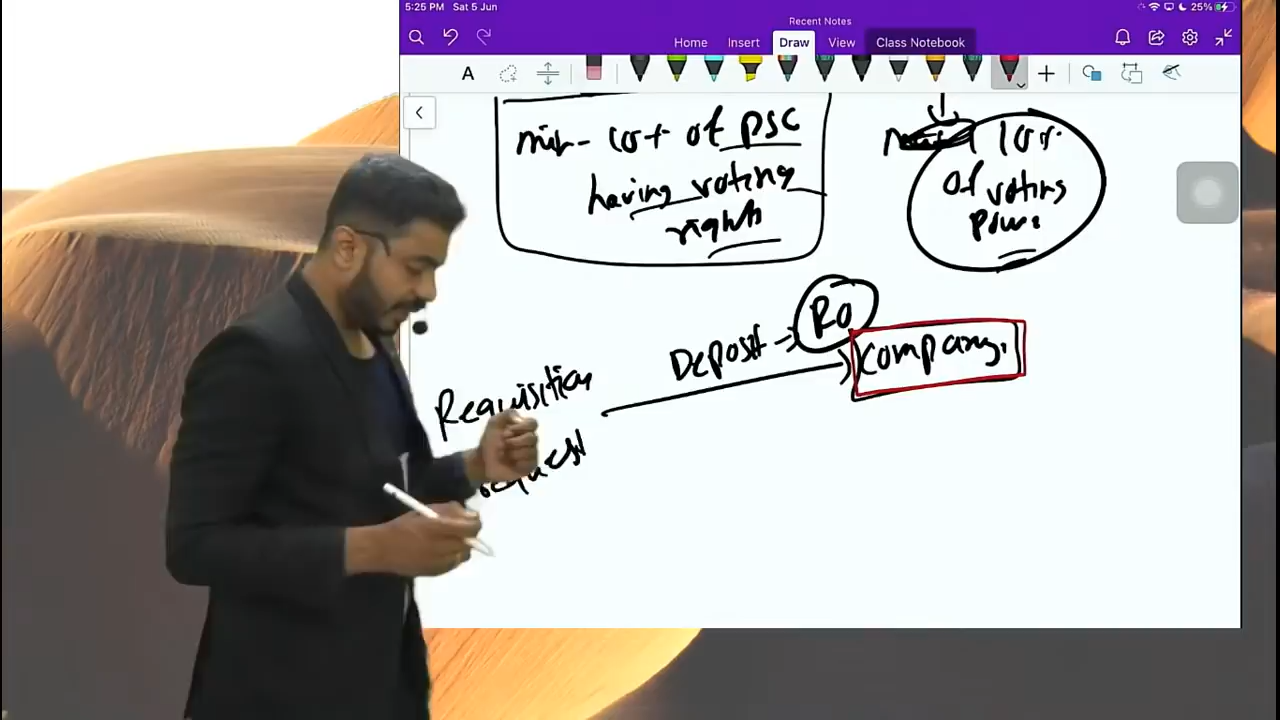 5:25 PM Sat 5 Jun
25%
Recent Notes
Home Insert Draw View Class Notebook
A
min- 10% of PSC
having voting
rights
10%
of voting
power
Deposit → RO
Company.
Requisition